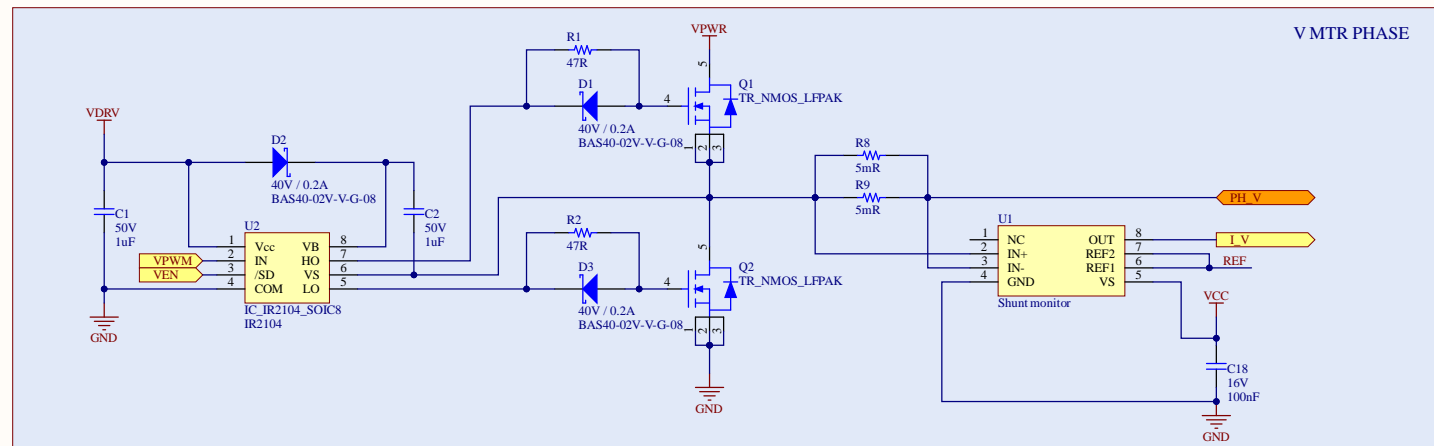 V MTR PHASE
VPWR
R1
47R
5
D1
Q1
TR_NMOS_LFPAK
4
40V / 0.2A
BAS40-02V-V-G-08
1
2
3
VDRV
D2
40V / 0.2A
BAS40-02V-V-G-08
C1
50V
1uF
C2
50V
1uF
R8
5mR
R9
5mR
PH_V
U2
1 Vcc VB 8
VPWM 2 IN HO 7
VEN 3 /SD VS 6
4 COM LO 5
IC_IR2104_SOIC8
IR2104
GND
R2
47R
5
D3
Q2
TR_NMOS_LFPAK
4
40V / 0.2A
BAS40-02V-V-G-08
1
2
3
GND
U1
1 NC OUT 8 I_V
2 IN+ REF2 7
3 IN- REF1 6 REF
4 GND VS 5
Shunt monitor
VCC
C18
16V
100nF
GND